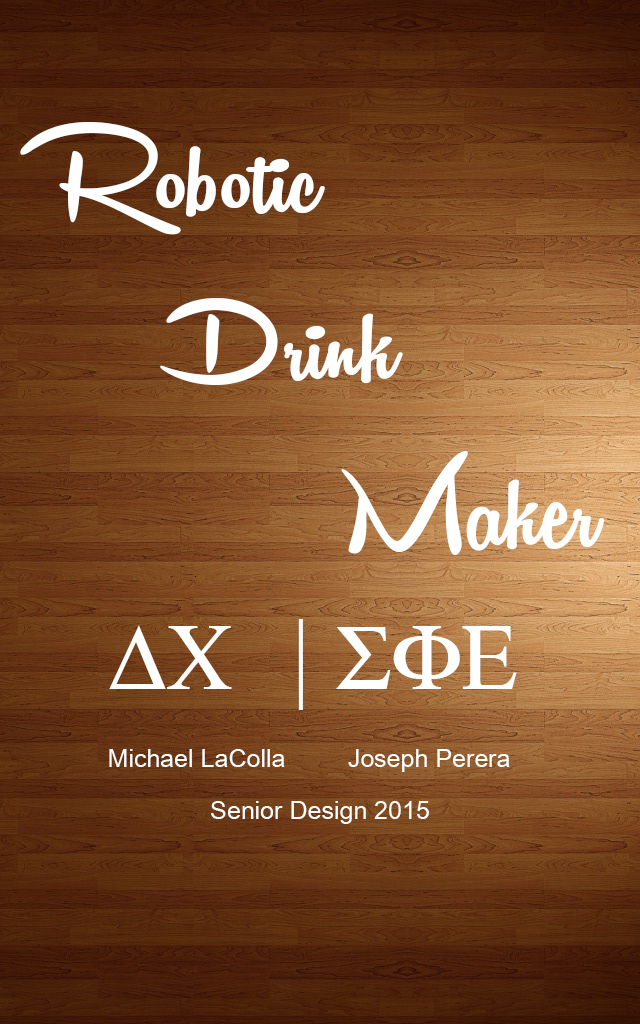 Robotic
Drink
Maker
ΔΧ | ΣΦΕ
Michael LaColla Joseph Perera
Senior Design 2015